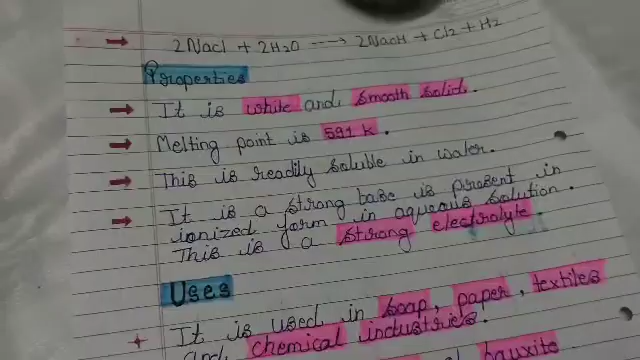 → 2NaCl + 2H2O ---→ 2NaOH + Cl2 + H2
Properties
→ It is white and smooth solid.
→ Melting point is 591 K.
→ This is readily soluble in water.
→ It is a strong base is present in
ionized form in aqueous solution.
This is a strong electrolyte.
Uses
→ It is used in soap, paper, textiles
and chemical industries.
bauxite